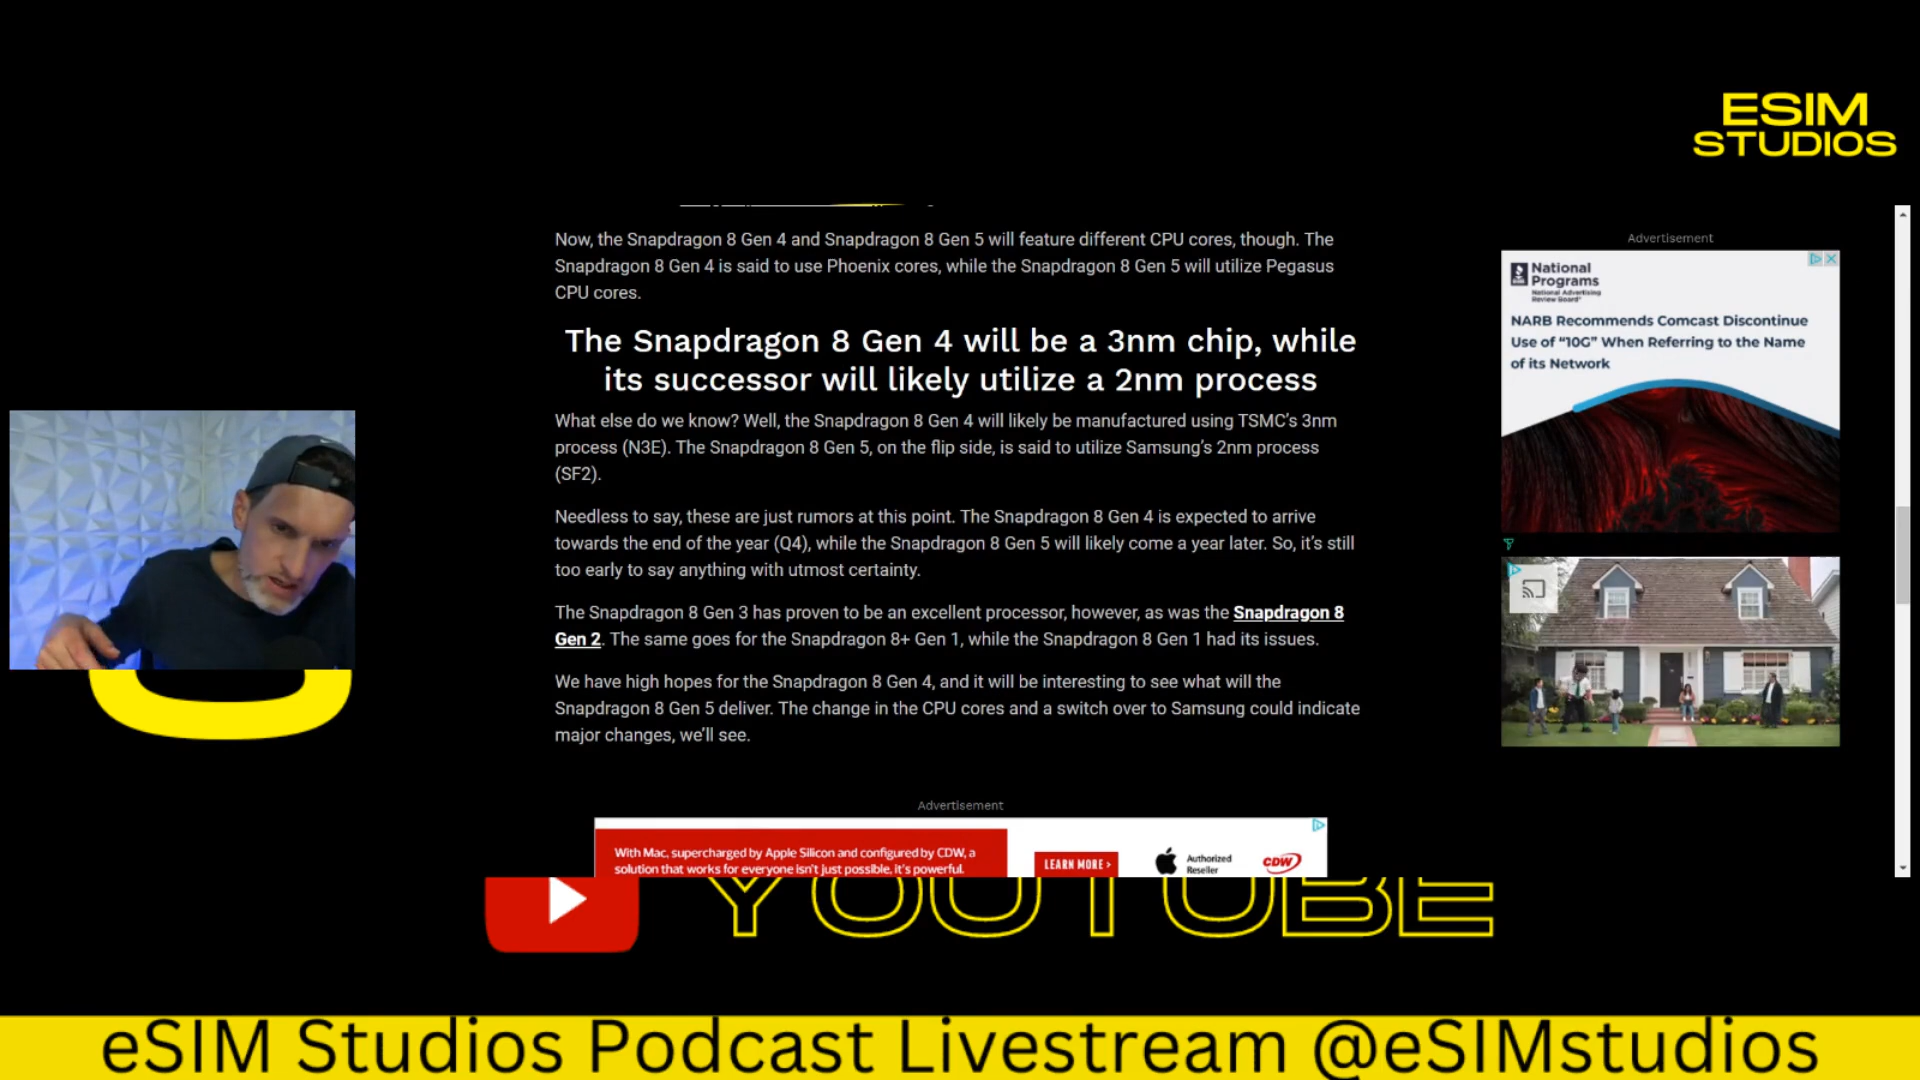 ESIM
STUDIOS
Now, the Snapdragon 8 Gen 4 and Snapdragon 8 Gen 5 will feature different CPU cores, though. The
Snapdragon 8 Gen 4 is said to use Phoenix cores, while the Snapdragon 8 Gen 5 will utilize Pegasus
CPU cores.
The Snapdragon 8 Gen 4 will be a 3nm chip, while
its successor will likely utilize a 2nm process
What else do we know? Well, the Snapdragon 8 Gen 4 will likely be manufactured using TSMC’s 3nm
process (N3E). The Snapdragon 8 Gen 5, on the flip side, is said to utilize Samsung’s 2nm process
(SF2).
Needless to say, these are just rumors at this point. The Snapdragon 8 Gen 4 is expected to arrive
towards the end of the year (Q4), while the Snapdragon 8 Gen 5 will likely come a year later. So, it’s still
too early to say anything with utmost certainty.
The Snapdragon 8 Gen 3 has proven to be an excellent processor, however, as was the Snapdragon 8
Gen 2. The same goes for the Snapdragon 8+ Gen 1, while the Snapdragon 8 Gen 1 had its issues.
We have high hopes for the Snapdragon 8 Gen 4, and it will be interesting to see what will the
Snapdragon 8 Gen 5 deliver. The change in the CPU cores and a switch over to Samsung could indicate
major changes, we’ll see.
Advertisement
National
Programs
National Advertising
Review Board
NARB Recommends Comcast Discontinue
Use of “10G” When Referring to the Name
of its Network
Advertisement
With Mac, supercharged by Apple Silicon and configured by CDW, a
solution that works for everyone isn’t just possible, it’s powerful.
LEARN MORE >
Authorized
Reseller
CDW
YOUTUBE
eSIM Studios Podcast Livestream @eSIMstudios